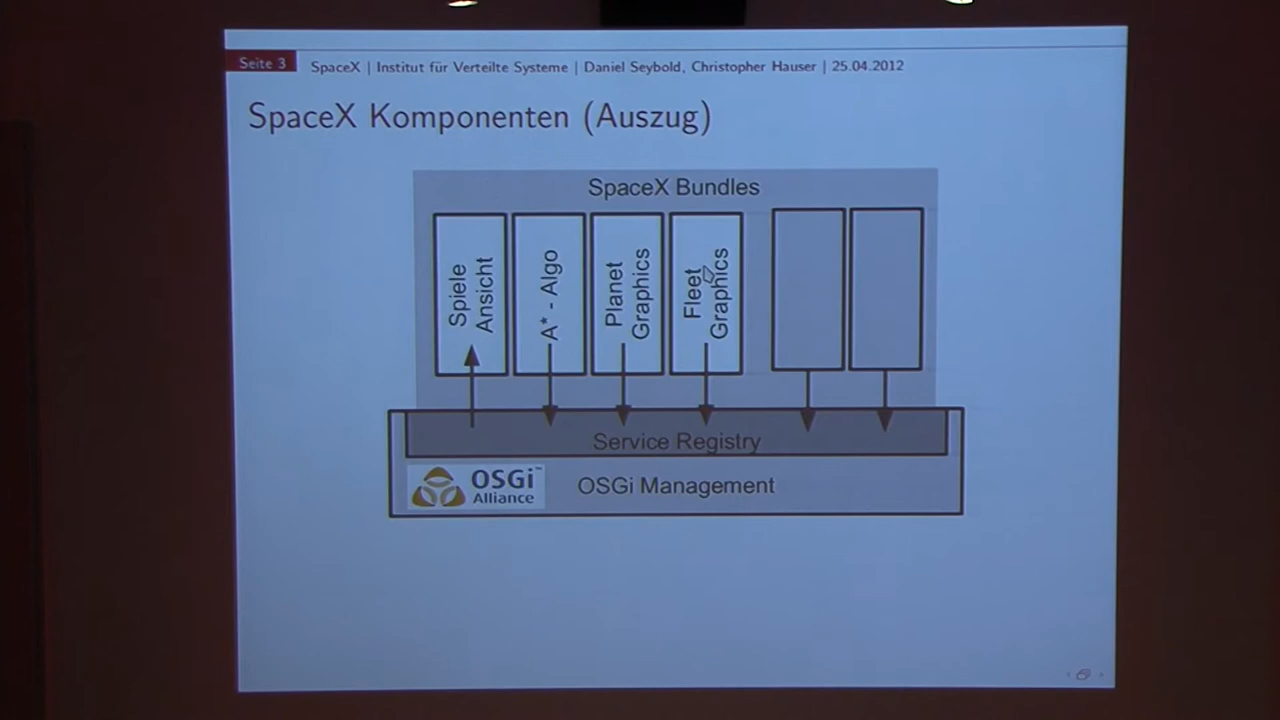 Seite 3
SpaceX | Institut für Verteilte Systeme | Daniel Seybold, Christopher Hauser | 25.04.2012
SpaceX Komponenten (Auszug)
SpaceX Bundles
Spiele
Ansicht
A* - Algo
Planet
Graphics
Fleet
Graphics
Service Registry
OSGi™
Alliance
OSGi Management